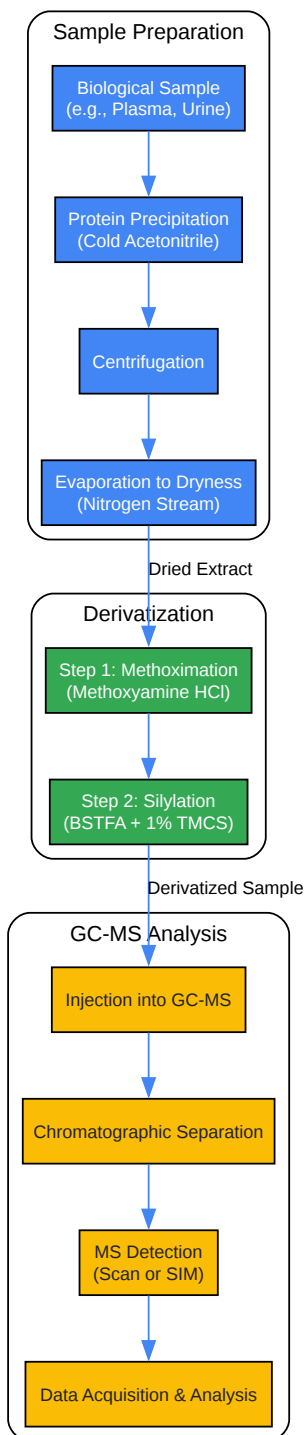 Sample Preparation
Biological Sample
(e.g., Plasma, Urine)
Protein Precipitation
(Cold Acetonitrile)
Centrifugation
Evaporation to Dryness
(Nitrogen Stream)
Dried Extract
Derivatization
Step 1: Methoximation
(Methoxyamine HCl)
Step 2: Silylation
(BSTFA + 1% TMCS)
Derivatized Sample
GC-MS Analysis
Injection into GC-MS
Chromatographic Separation
MS Detection
(Scan or SIM)
Data Acquisition & Analysis